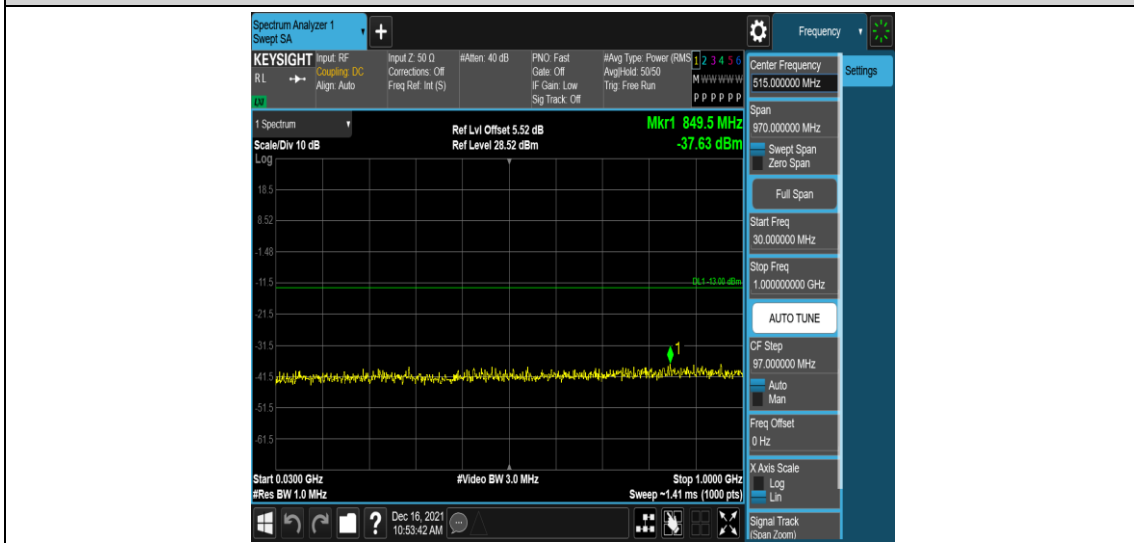 Spectrum Analyzer 1
Swept SA
+
Frequency
KEYSIGHT
RL
LXI
Input: RF
Coupling: DC
Align: Auto
Input Z: 50 Ω
Corrections: Off
Freq Ref: Int (S)
#Atten: 40 dB
PNO: Fast
Gate: Off
IF Gain: Low
Sig Track: Off
#Avg Type: Power (RMS
Avg|Hold: 50/50
Trig: Free Run
1 2 3 4 5 6
M W W W W W
P P P P P P
1 Spectrum
Scale/Div 10 dB
Log
Ref Lvl Offset 5.52 dB
Ref Level 28.52 dBm
Mkr1 849.5 MHz
-37.63 dBm
18.5
8.52
-1.48
-11.5
DL1 -13.00 dBm
-21.5
-31.5
1
-41.5
-51.5
-61.5
Start 0.0300 GHz
#Res BW 1.0 MHz
#Video BW 3.0 MHz
Stop 1.0000 GHz
Sweep ~1.41 ms (1000 pts)
?
Dec 16, 2021
10:53:42 AM
Center Frequency
515.000000 MHz
Settings
Span
970.000000 MHz
Swept Span
Zero Span
Full Span
Start Freq
30.000000 MHz
Stop Freq
1.000000000 GHz
AUTO TUNE
CF Step
97.000000 MHz
Auto
Man
Freq Offset
0 Hz
X Axis Scale
Log
Lin
Signal Track
(Span Zoom)